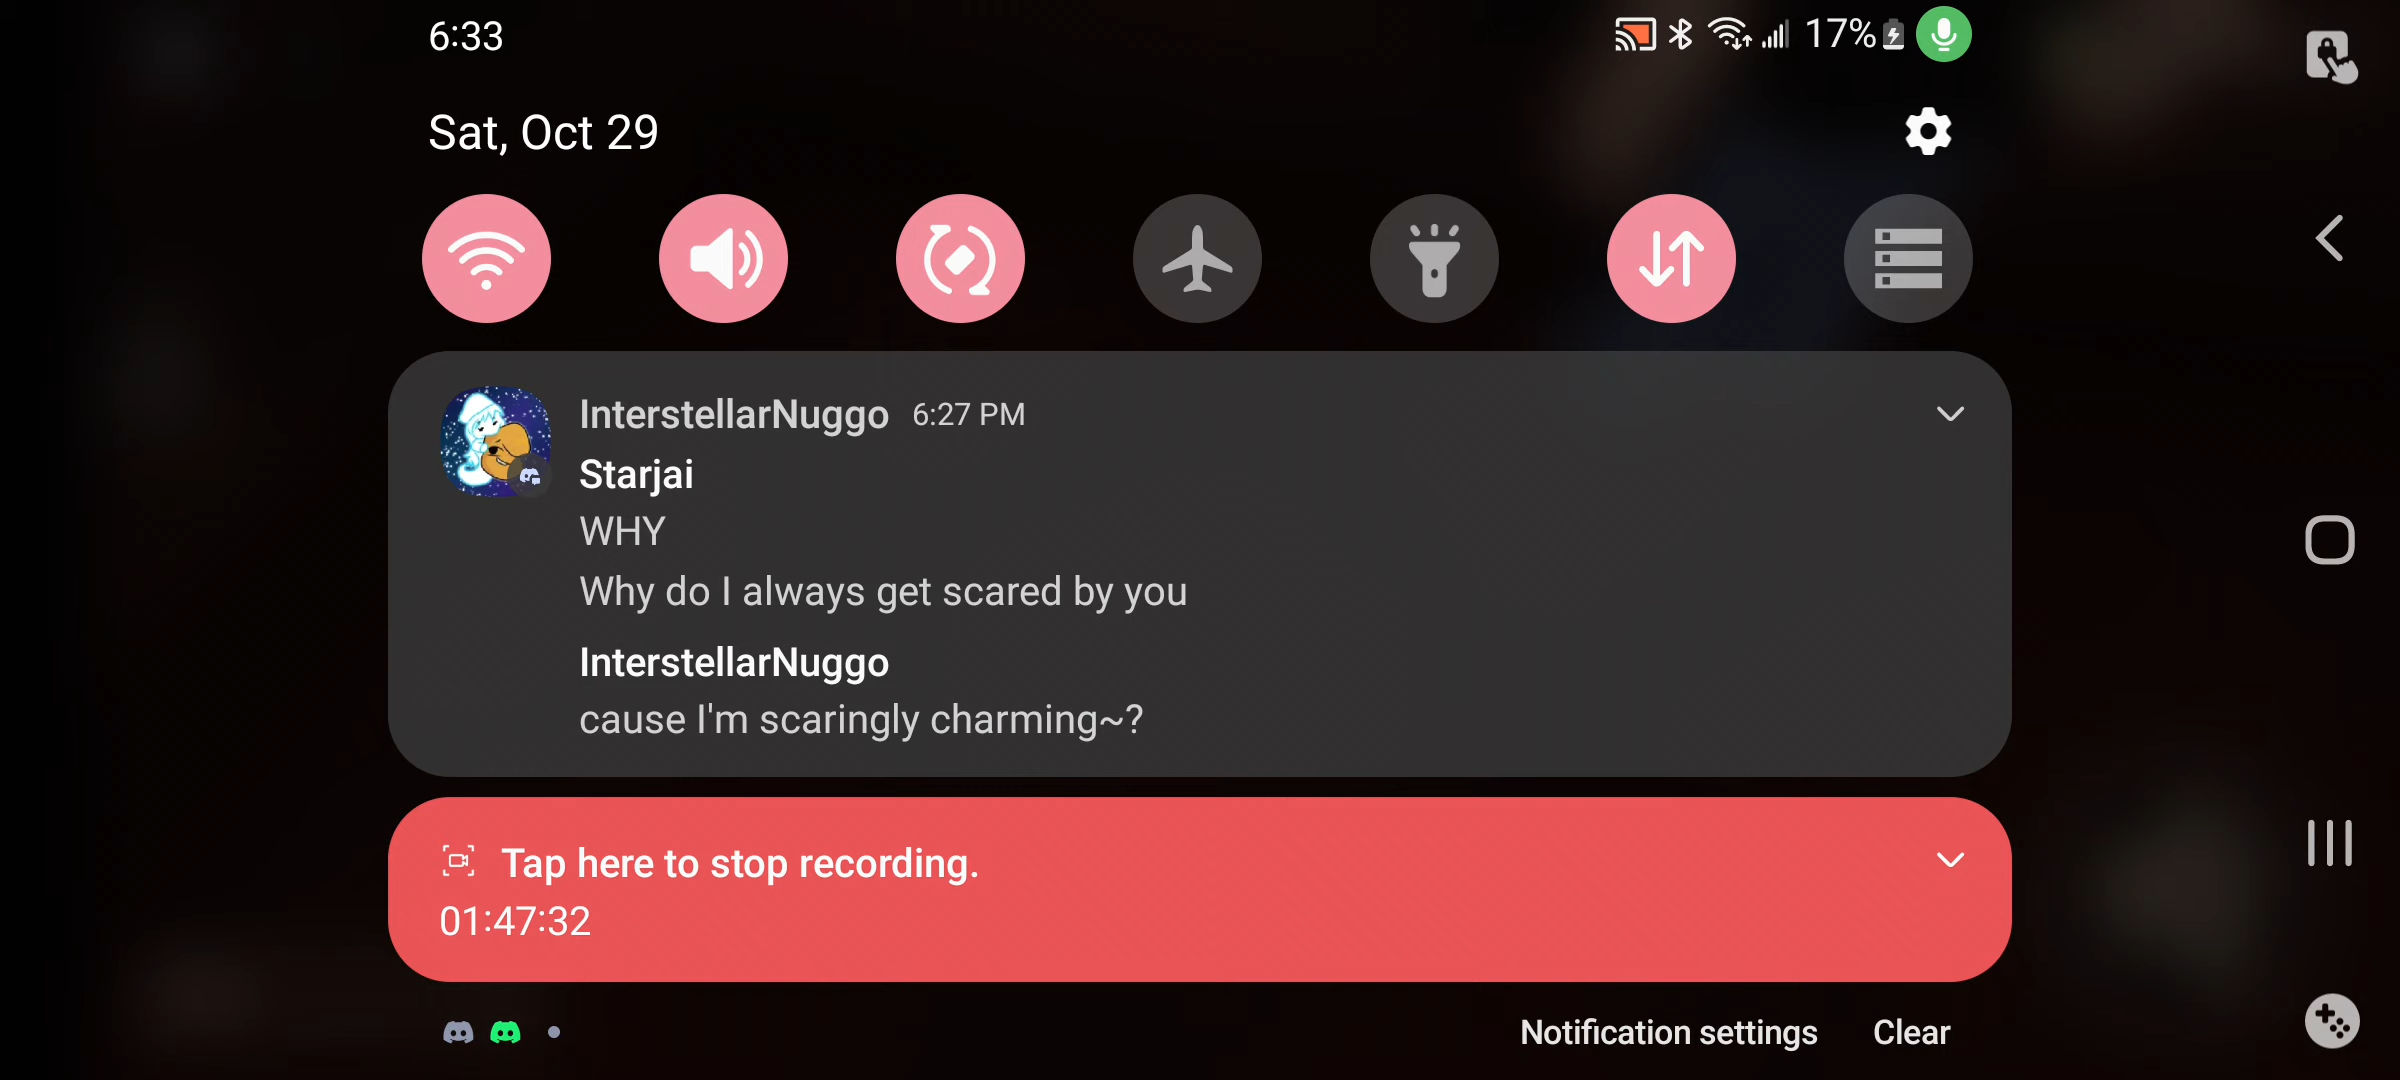 6:33
17%
Sat, Oct 29
InterstellarNuggo 6:27 PM
Starjai
WHY
Why do I always get scared by you
InterstellarNuggo
cause I'm scaringly charming~?
Tap here to stop recording.
01:47:32
Notification settings Clear